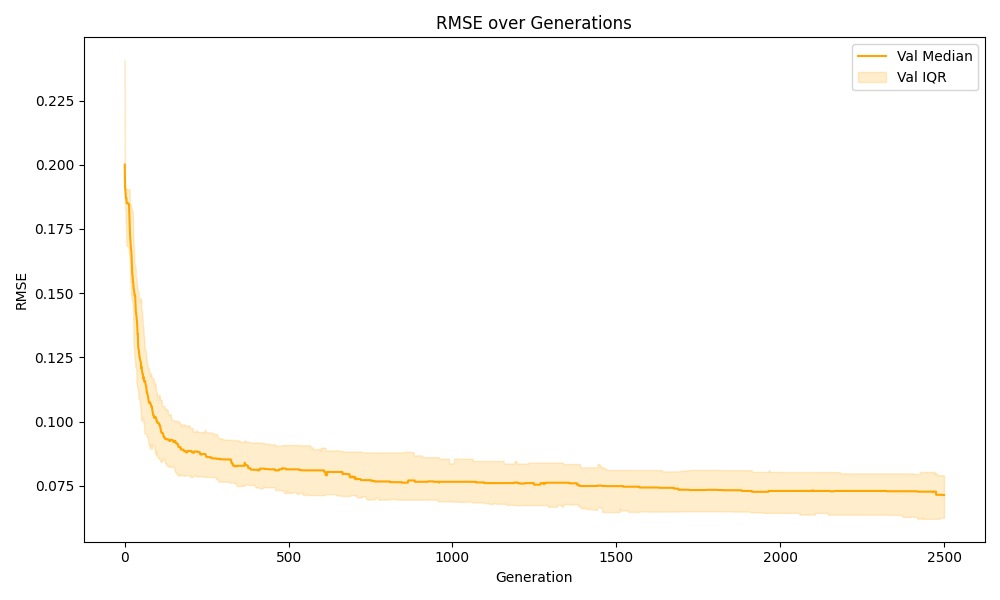 RMSE over Generations
Val Median
Val IQR
0.225
0.200
0.175
0.150
0.125
0.100
0.075
RMSE
0
500
1000
1500
2000
2500
Generation